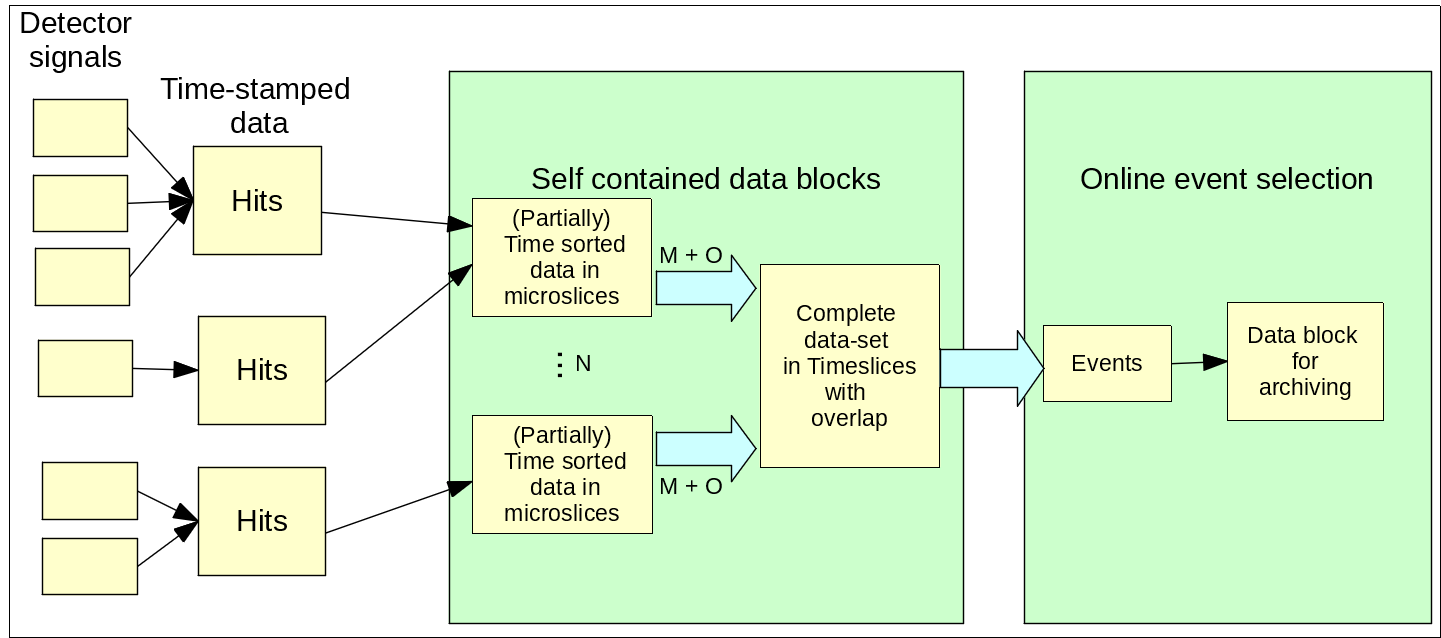 Detector
signals
Time-stamped
data
Hits
Hits
Hits
Self contained data blocks
(Partially)
Time sorted
data in
microslices
M + O
⋮ N
(Partially)
Time sorted
data in
microslices
M + O
Complete
data-set
in Timeslices
with
overlap
Online event selection
Events
Data block
for
archiving